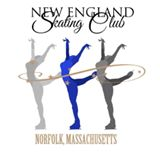 NEW ENGLAND
Skating Club
NORFOLK, MASSACHUSETTS